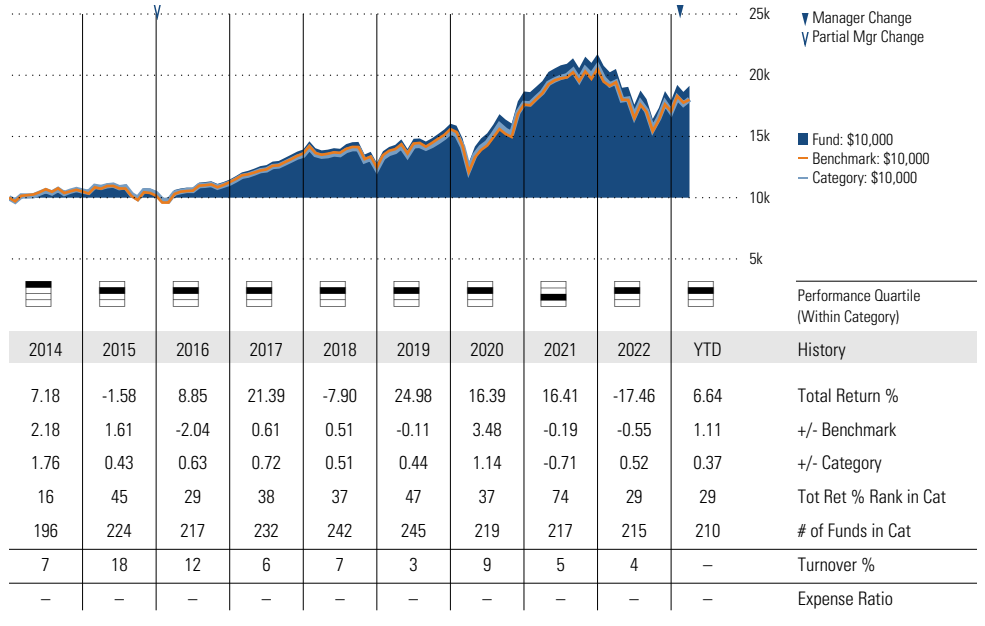 25k
Manager Change
Partial Mgr Change
20k
15k
Fund: $10,000
Benchmark: $10,000
Category: $10,000
10k
5k
Performance Quartile
(Within Category)
2014 2015 2016 2017 2018 2019 2020 2021 2022 YTD History
7.18 -1.58 8.85 21.39 -7.90 24.98 16.39 16.41 -17.46 6.64 Total Return %
2.18 1.61 -2.04 0.61 0.51 -0.11 3.48 -0.19 -0.55 1.11 +/- Benchmark
1.76 0.43 0.63 0.72 0.51 0.44 1.14 -0.71 0.52 0.37 +/- Category
16 45 29 38 37 47 37 74 29 29 Tot Ret % Rank in Cat
196 224 217 232 242 245 219 217 215 210 # of Funds in Cat
7 18 12 6 7 3 9 5 4 – Turnover %
– – – – – – – – – – Expense Ratio